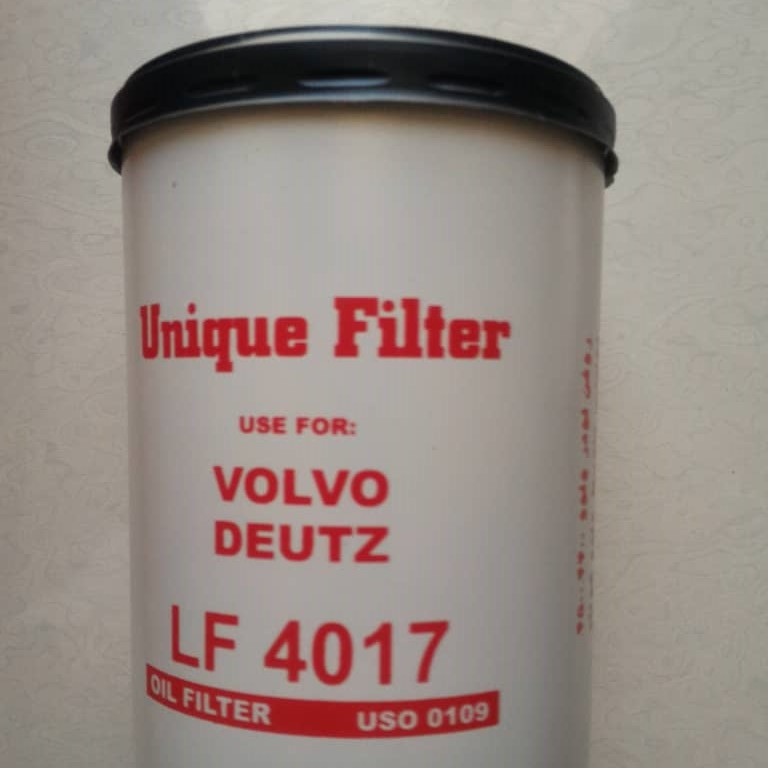 Unique Filter
USE FOR:
VOLVO
DEUTZ
LF 4017
OIL FILTER USO 0109